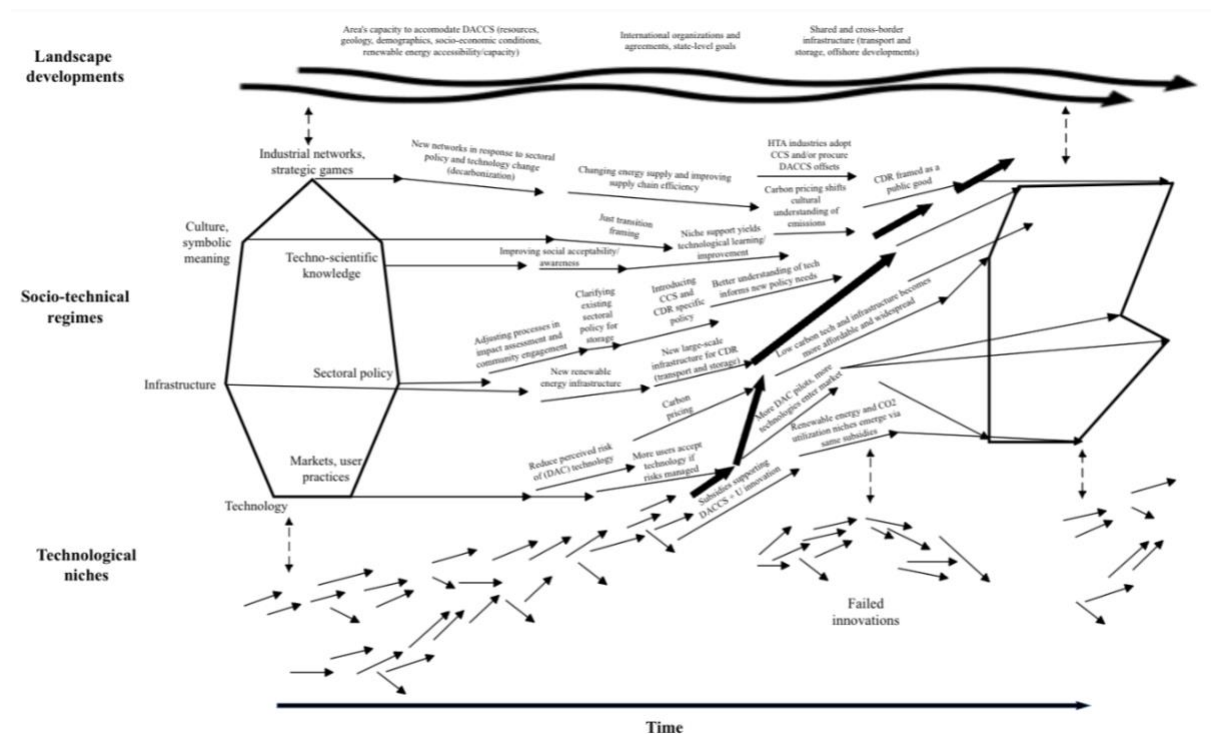 Landscape
developments
Area's capacity to accomodate DACCS (resources,
geology, demographics, socio-economic conditions,
renewable energy accessibility/capacity)
International organizations and
agreements, state-level goals
Shared and cross-border
infrastructure (transport and
storage, offshore developments)
Socio-technical
regimes
Industrial networks,
strategic games
Culture,
symbolic
meaning
Techno-scientific
knowledge
Sectoral policy
Infrastructure
Markets, user
practices
Technology
New networks in response to sectoral
policy and technology change
(decarbonization)
Changing energy supply and improving
supply chain efficiency
HTA industries adopt
CCS and/or procure
DACCS offsets
Carbon pricing shifts
cultural
understanding of
emissions
CDR framed as a
public good
Just transition
framing
Improving social acceptability/
awareness
Niche support yields
technological learning/
improvement
Adjusting processes in
impact assessment and
community engagement
Clarifying
existing
sectoral
policy for
storage
Introducing
CCS and
CDR specific
policy
Better understanding of tech
informs new policy needs
New renewable
energy infrastructure
New large-scale
infrastructure for CDR
(transport and storage)
Low carbon tech and infrastructure becomes
more affordable and widespread
Carbon
pricing
More DAC pilots, more
technologies enter market
Reduce perceived risk
of (DAC) technology
More users accept
technology if
risks managed
Renewable energy and CO2
utilization niches emerge via
same subsidies
Subsidies supporting
DACCS + U innovation
Technological
niches
Failed
innovations
Time